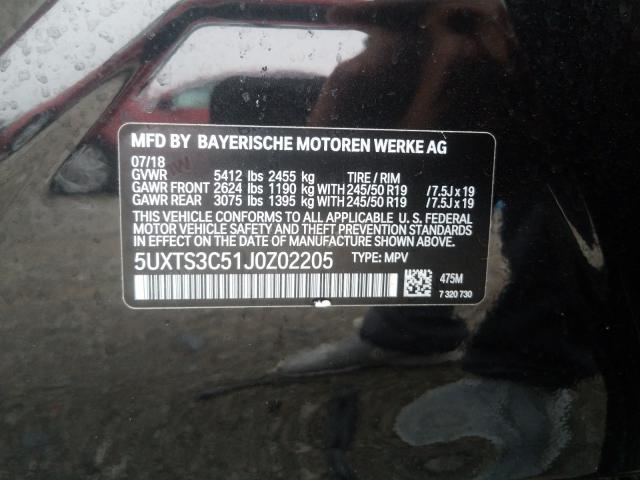 MFD BY BAYERISCHE MOTOREN WERKE AG
07/18
GVWR 5412 lbs 2455 kg TIRE / RIM
GAWR FRONT 2624 lbs 1190 kg WITH 245/50 R19 / 7.5J x 19
GAWR REAR 3075 lbs 1395 kg WITH 245/50 R19 / 7.5J x 19
THIS VEHICLE CONFORMS TO ALL APPLICABLE U. S. FEDERAL
MOTOR VEHICLE SAFETY AND THEFT PREVENTION STANDARDS
IN EFFECT ON THE DATE OF MANUFACTURE SHOWN ABOVE.
5UXTS3C51J0Z02205 TYPE: MPV
475M
7 320 730